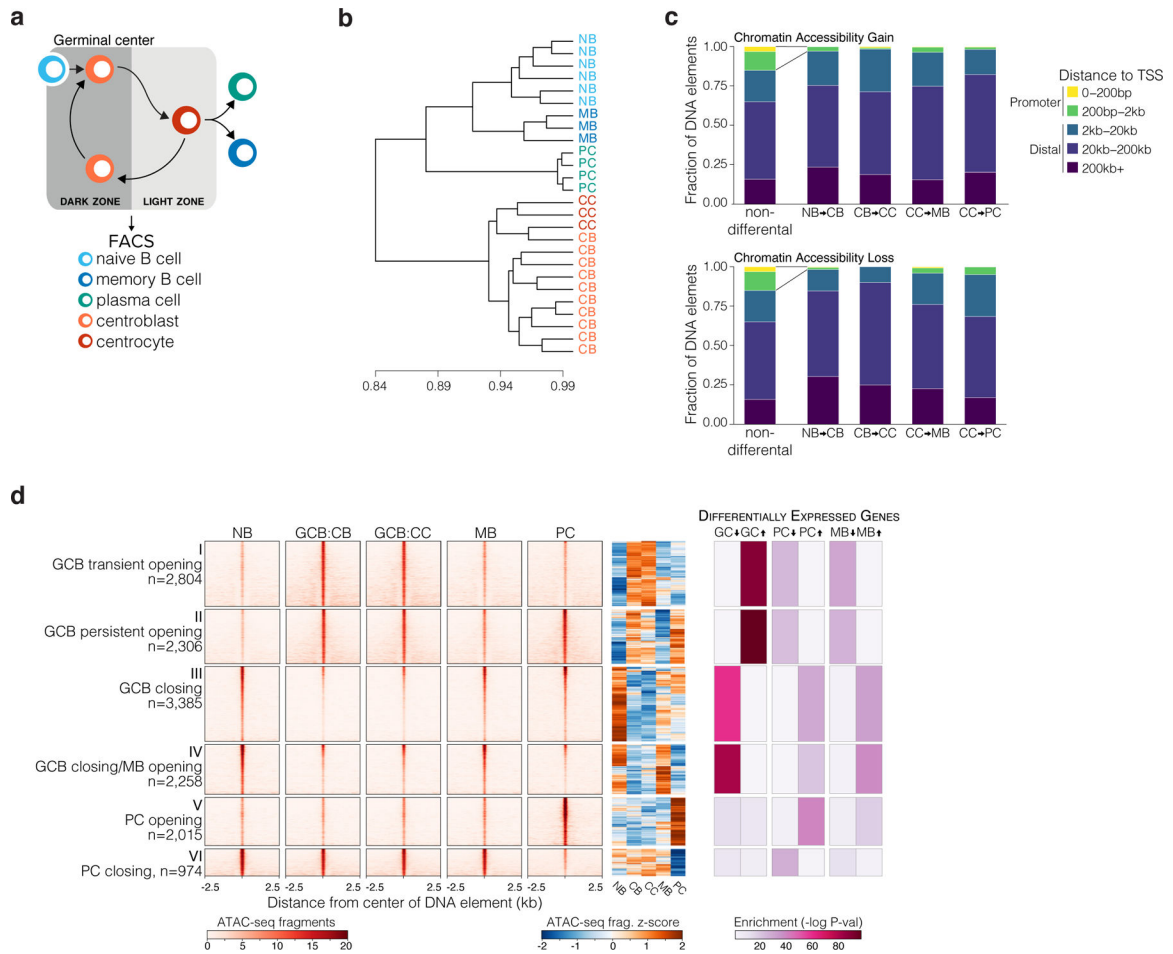 a
Germinal center
DARK ZONE
LIGHT ZONE
FACS
naive B cell
memory B cell
plasma cell
centroblast
centrocyte
b
NB
NB
NB
NB
NB
NB
MB
MB
MB
PC
PC
PC
PC
CC
CC
CC
CB
CB
CB
CB
CB
CB
CB
CB
CB
CB
0.84
0.89
0.94
0.99
c
Chromatin Accessibility Gain
Fraction of DNA elements
1.00
0.75
0.50
0.25
0.00
non-
differential
NB→CB
CB→CC
CC→MB
CC→PC
Distance to TSS
Promoter
0–200bp
200bp–2kb
Distal
2kb–20kb
20kb–200kb
200kb+
Chromatin Accessibility Loss
Fraction of DNA elemets
1.00
0.75
0.50
0.25
0.00
non-
differential
NB→CB
CB→CC
CC→MB
CC→PC
d
NB
GCB:CB
GCB:CC
MB
PC
DIFFERENTIALLY EXPRESSED GENES
GC↓ GC↑ PC↓ PC↑ MB↓ MB↑
I
GCB transient opening
n=2,804
II
GCB persistent opening
n=2,306
III
GCB closing
n=3,385
IV
GCB closing/MB opening
n=2,258
V
PC opening
n=2,015
VI
PC closing, n=974
-2.5 2.5 -2.5 2.5 -2.5 2.5 -2.5 2.5 -2.5 2.5
NB CB CC MB PC
Distance from center of DNA element (kb)
ATAC-seq fragments
0 5 10 15 20
ATAC-seq frag. z-score
-2 -1 0 1 2
Enrichment (-log P-val)
20 40 60 80